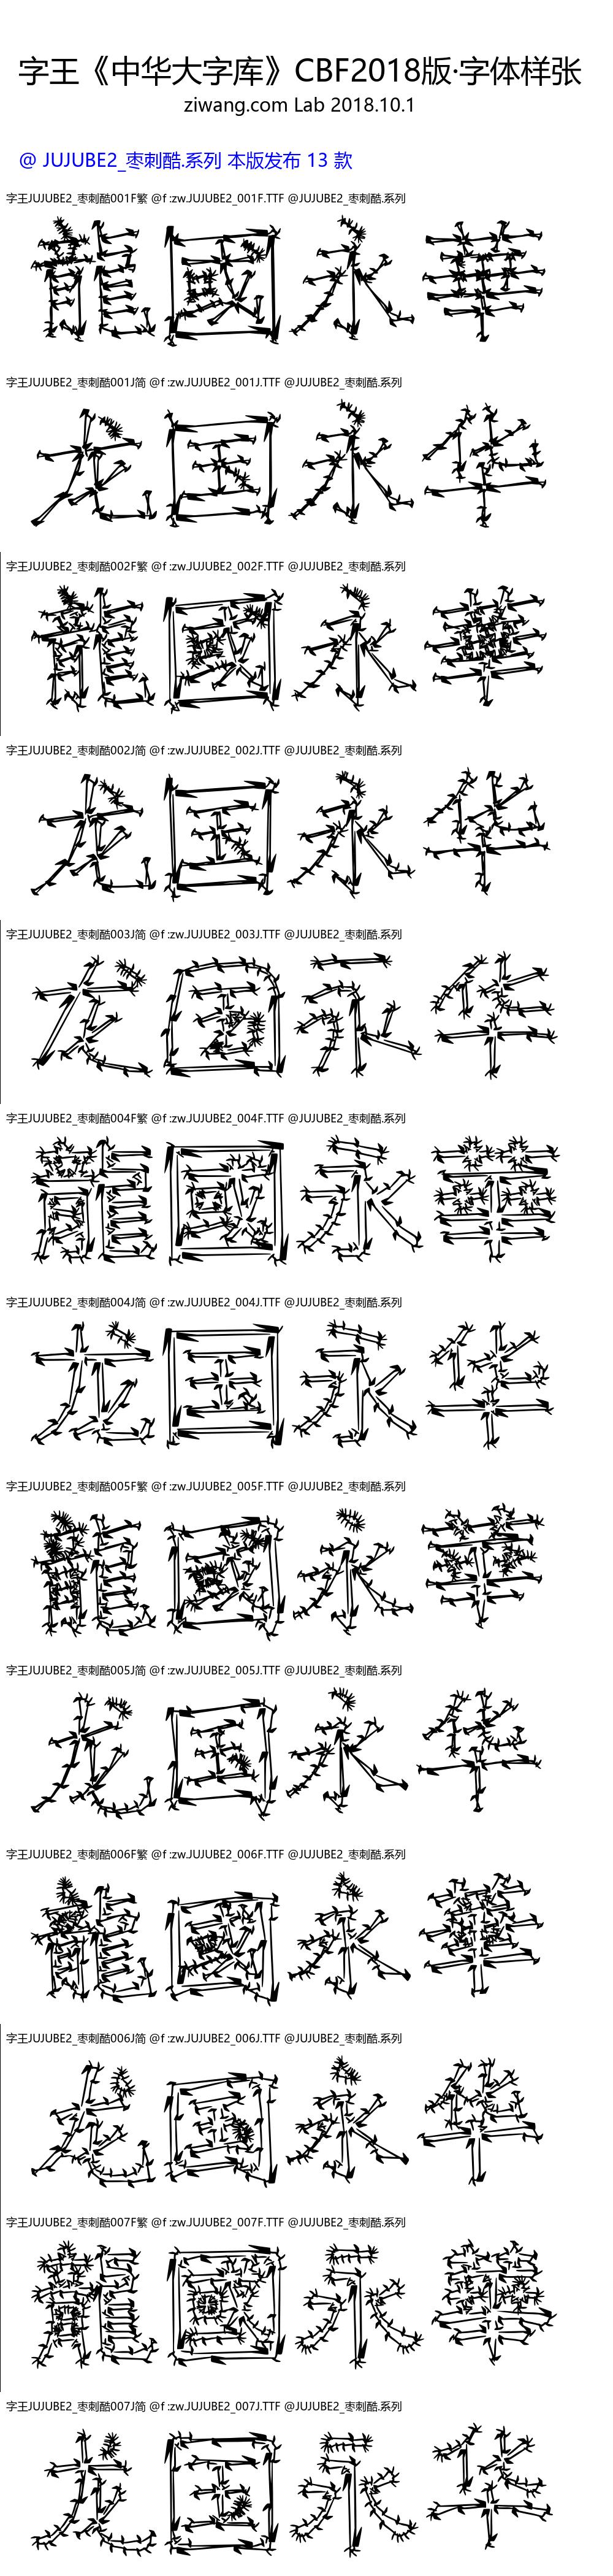 字王《中华大字库》CBF2018版·字体样张
ziwang.com Lab 2018.10.1
@ JUJUBE2_枣刺酷.系列 本版发布 13 款
字王JUJUBE2_枣刺酷001F繁 @f :zw.JUJUBE2_001F.TTF @JUJUBE2_枣刺酷.系列
龍國永華
字王JUJUBE2_枣刺酷001J简 @f :zw.JUJUBE2_001J.TTF @JUJUBE2_枣刺酷.系列
龙国永华
字王JUJUBE2_枣刺酷002F繁 @f :zw.JUJUBE2_002F.TTF @JUJUBE2_枣刺酷.系列
龍國永華
字王JUJUBE2_枣刺酷002J简 @f :zw.JUJUBE2_002J.TTF @JUJUBE2_枣刺酷.系列
龙国永华
字王JUJUBE2_枣刺酷003J简 @f :zw.JUJUBE2_003J.TTF @JUJUBE2_枣刺酷.系列
龙国永华
字王JUJUBE2_枣刺酷004F繁 @f :zw.JUJUBE2_004F.TTF @JUJUBE2_枣刺酷.系列
龍國永華
字王JUJUBE2_枣刺酷004J简 @f :zw.JUJUBE2_004J.TTF @JUJUBE2_枣刺酷.系列
龙国永华
字王JUJUBE2_枣刺酷005F繁 @f :zw.JUJUBE2_005F.TTF @JUJUBE2_枣刺酷.系列
龍國永華
字王JUJUBE2_枣刺酷005J简 @f :zw.JUJUBE2_005J.TTF @JUJUBE2_枣刺酷.系列
龙国永华
字王JUJUBE2_枣刺酷006F繁 @f :zw.JUJUBE2_006F.TTF @JUJUBE2_枣刺酷.系列
龍國永華
字王JUJUBE2_枣刺酷006J简 @f :zw.JUJUBE2_006J.TTF @JUJUBE2_枣刺酷.系列
龙国永华
字王JUJUBE2_枣刺酷007F繁 @f :zw.JUJUBE2_007F.TTF @JUJUBE2_枣刺酷.系列
龍國永華
字王JUJUBE2_枣刺酷007J简 @f :zw.JUJUBE2_007J.TTF @JUJUBE2_枣刺酷.系列
龙国永华